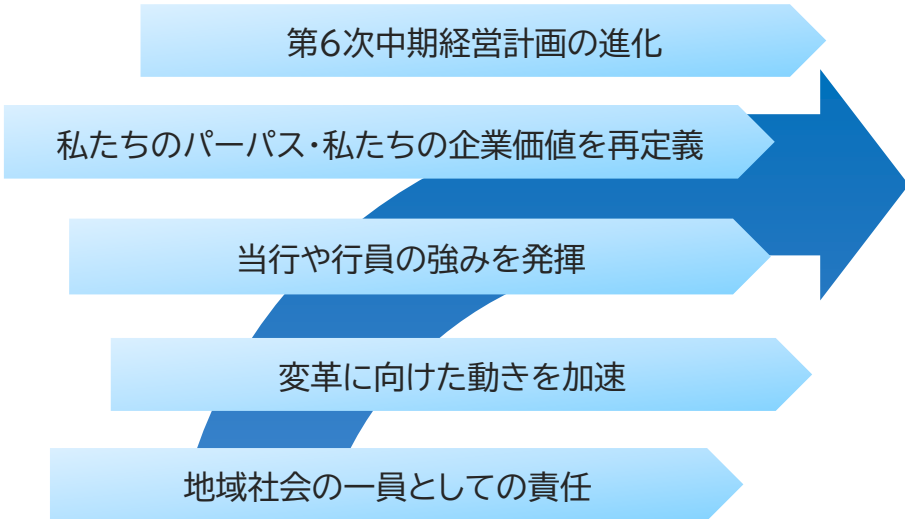 第6次中期経営計画の進化
私たちのパーパス・私たちの企業価値を再定義
当行や行員の強みを発揮
変革に向けた動きを加速
地域社会の一員としての責任